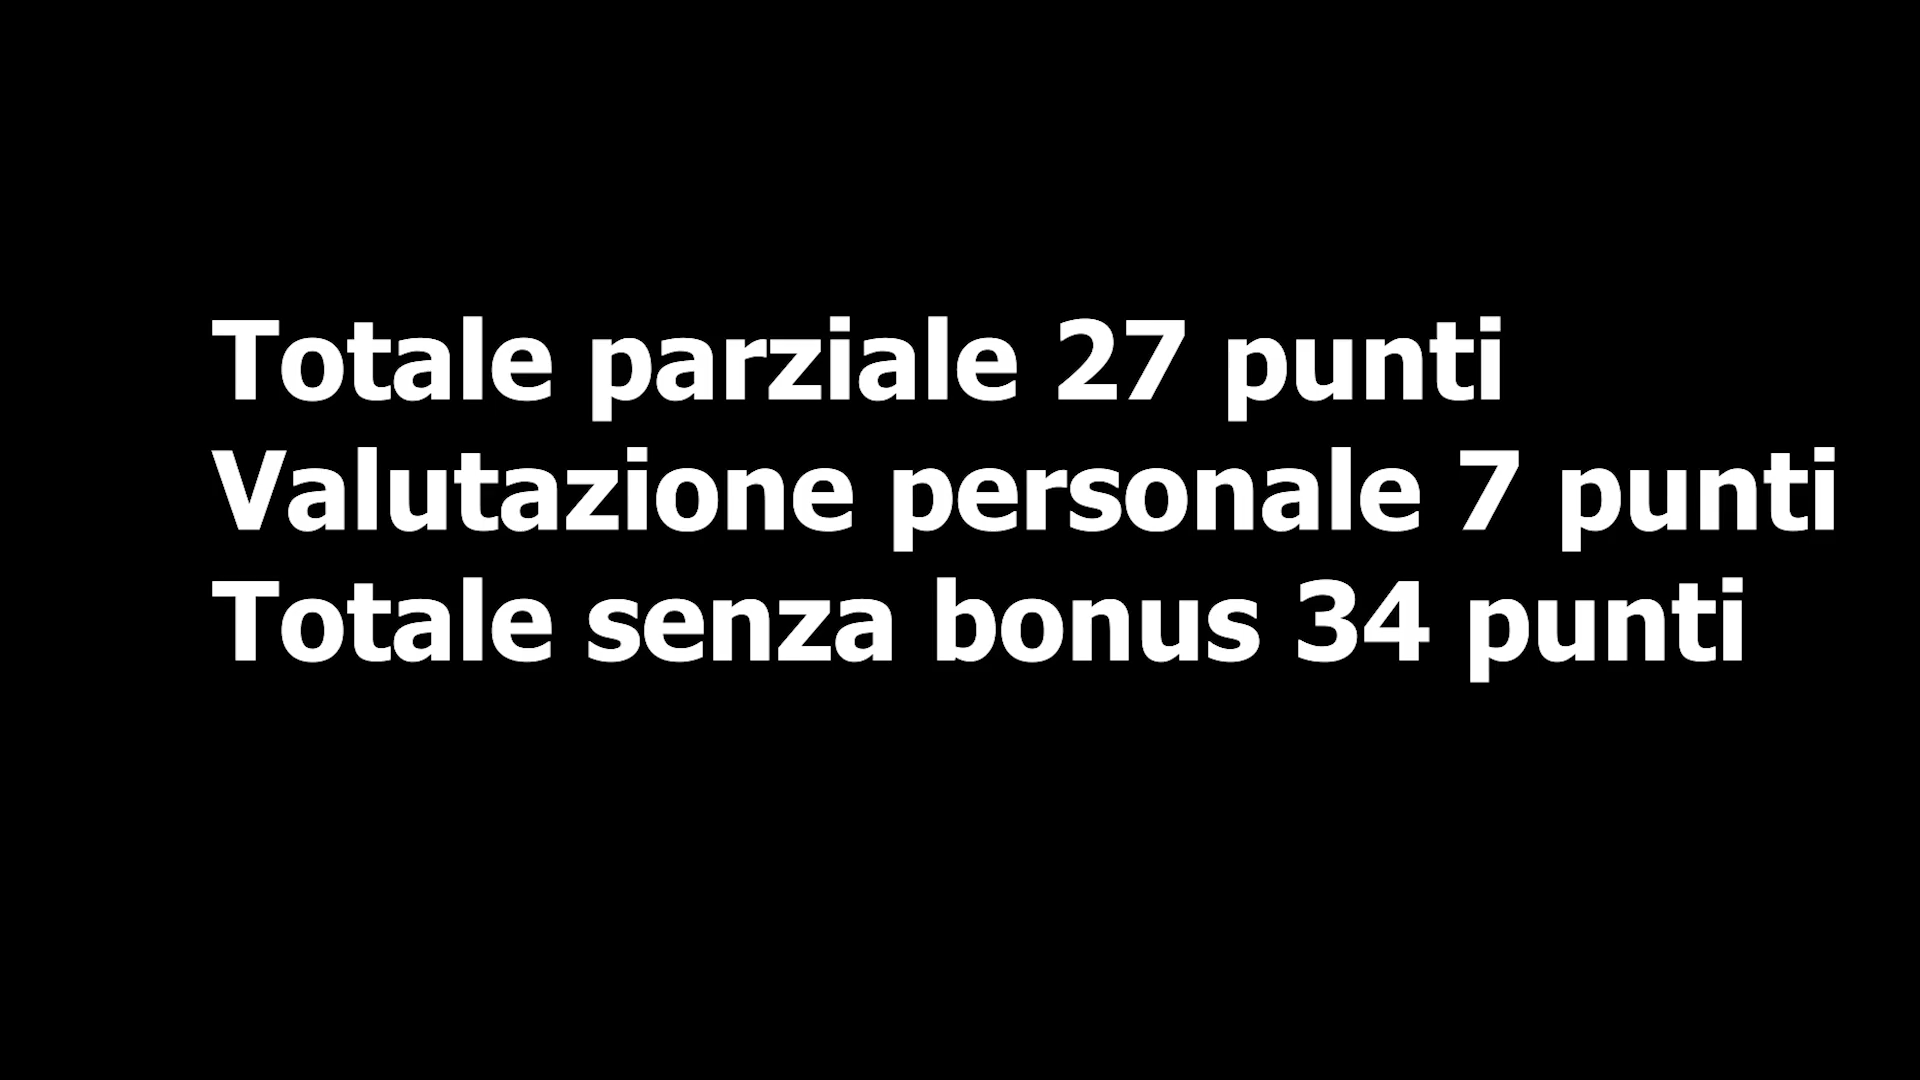 Totale parziale 27 punti
Valutazione personale 7 punti
Totale senza bonus 34 punti